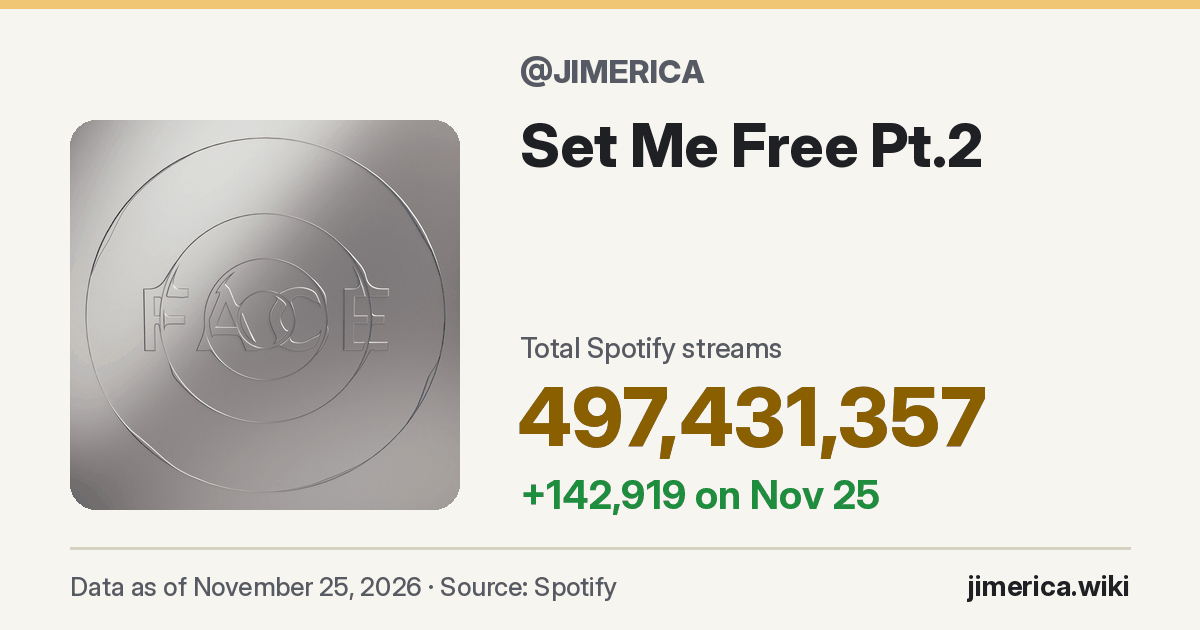 @JIMERICA
Set Me Free Pt.2
FACE
Total Spotify streams
497,431,357
+142,919 on Nov 25
Data as of November 25, 2026 · Source: Spotify
jimerica.wiki